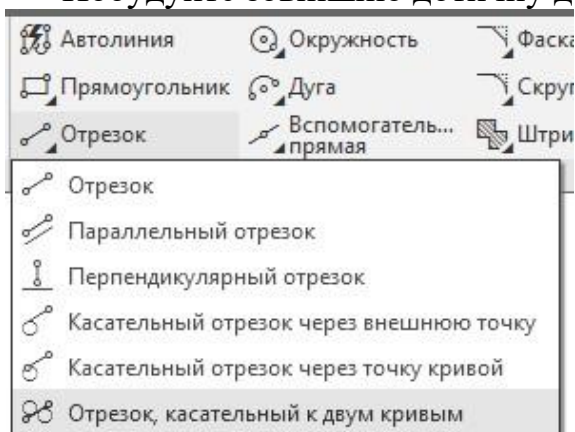 Автолиния Окружность Фаска
Прямоугольник Дуга
Отрезок Вспомогатель...
прямая
Отрезок
Параллельный отрезок
Перпендикулярный отрезок
Касательный отрезок через внешнюю точку
Касательный отрезок через точку кривой
Отрезок, касательный к двум кривым